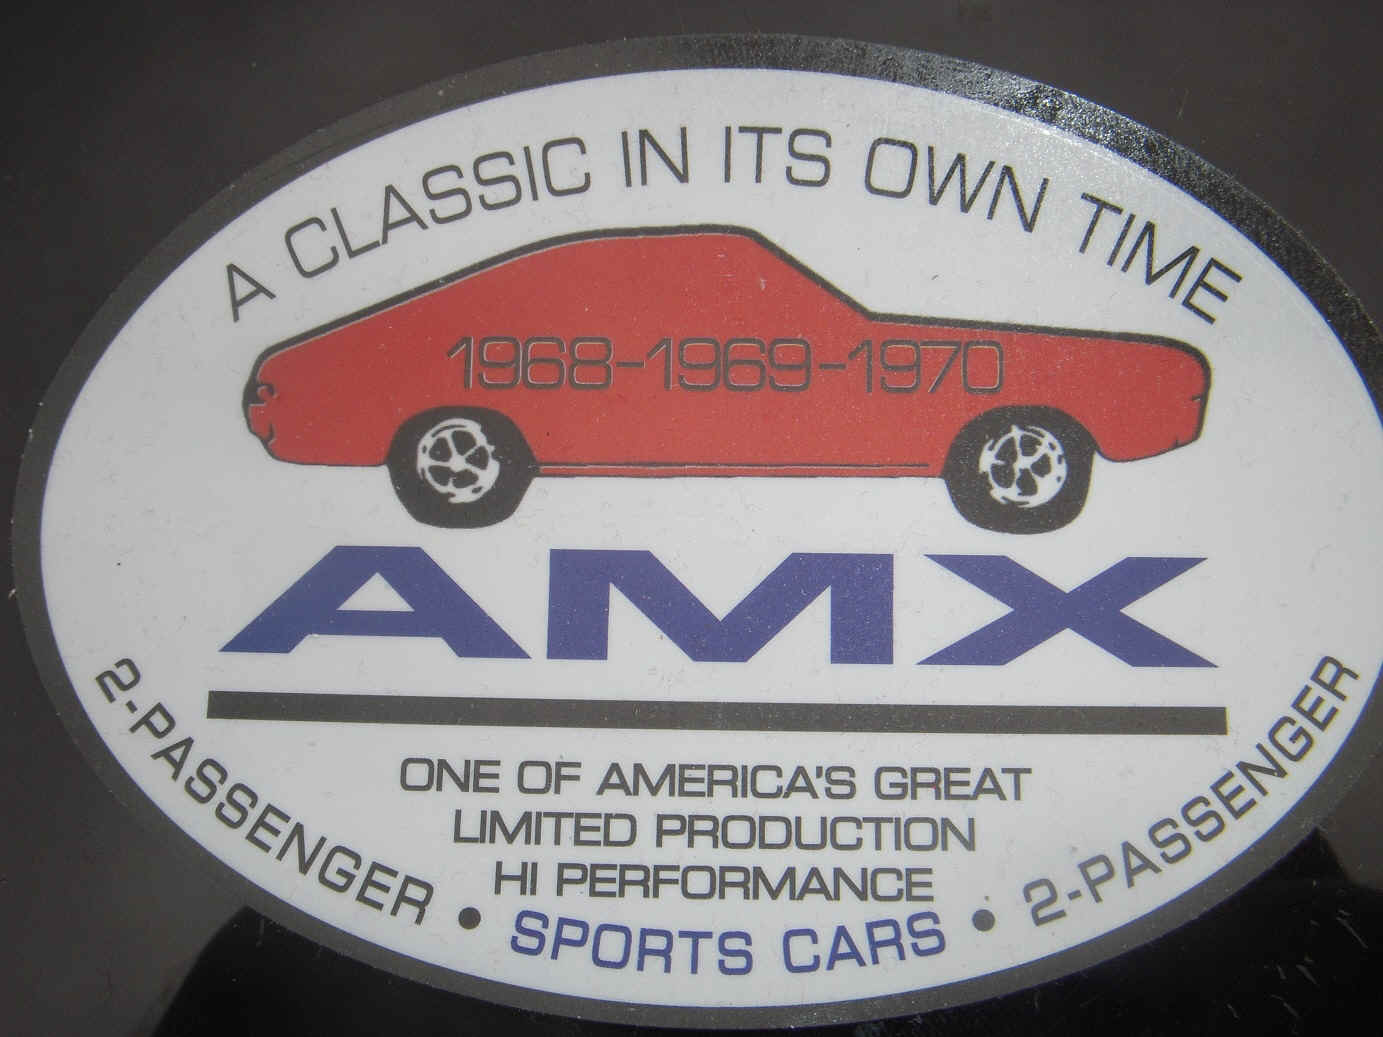 A CLASSIC IN ITS OWN TIME
1968-1969-1970
AMX
ONE OF AMERICA'S GREAT
LIMITED PRODUCTION
HI PERFORMANCE
2-PASSENGER • SPORTS CARS • 2-PASSENGER